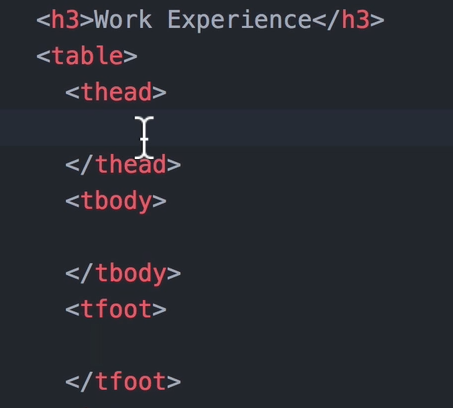 <h3>Work Experience</h3>
<table>
<thead>
</thead>
<tbody>
</tbody>
<tfoot>
</tfoot>